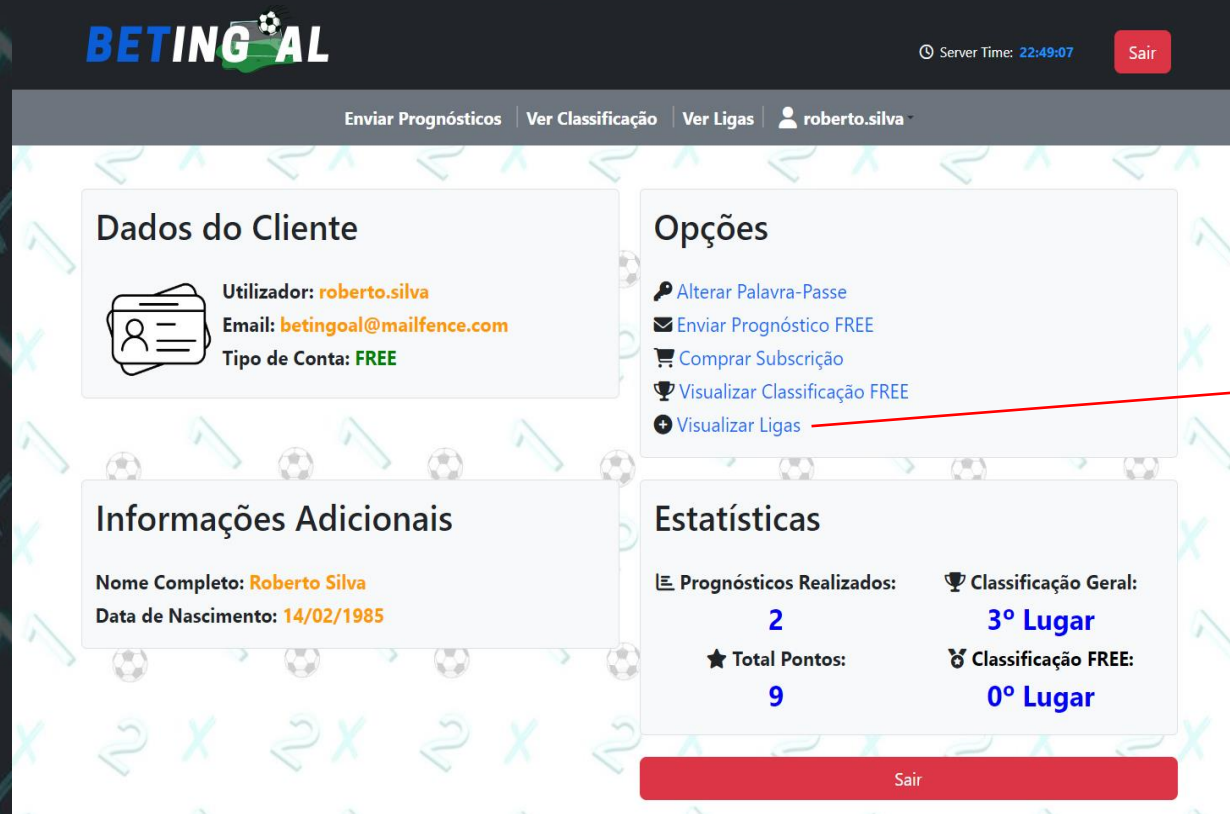 BETINGOAL
Server Time: 22:49:07
Sair
Enviar Prognósticos
Ver Classificação
Ver Ligas
roberto.silva
Dados do Cliente
Utilizador: roberto.silva
Email: betingoal@mailfence.com
Tipo de Conta: FREE
Opções
Alterar Palavra-Passe
Enviar Prognóstico FREE
Comprar Subscrição
Visualizar Classificação FREE
Visualizar Ligas
Informações Adicionais
Nome Completo: Roberto Silva
Data de Nascimento: 14/02/1985
Estatísticas
Prognósticos Realizados:
2
Classificação Geral:
3º Lugar
Total Pontos:
9
Classificação FREE:
0º Lugar
Sair